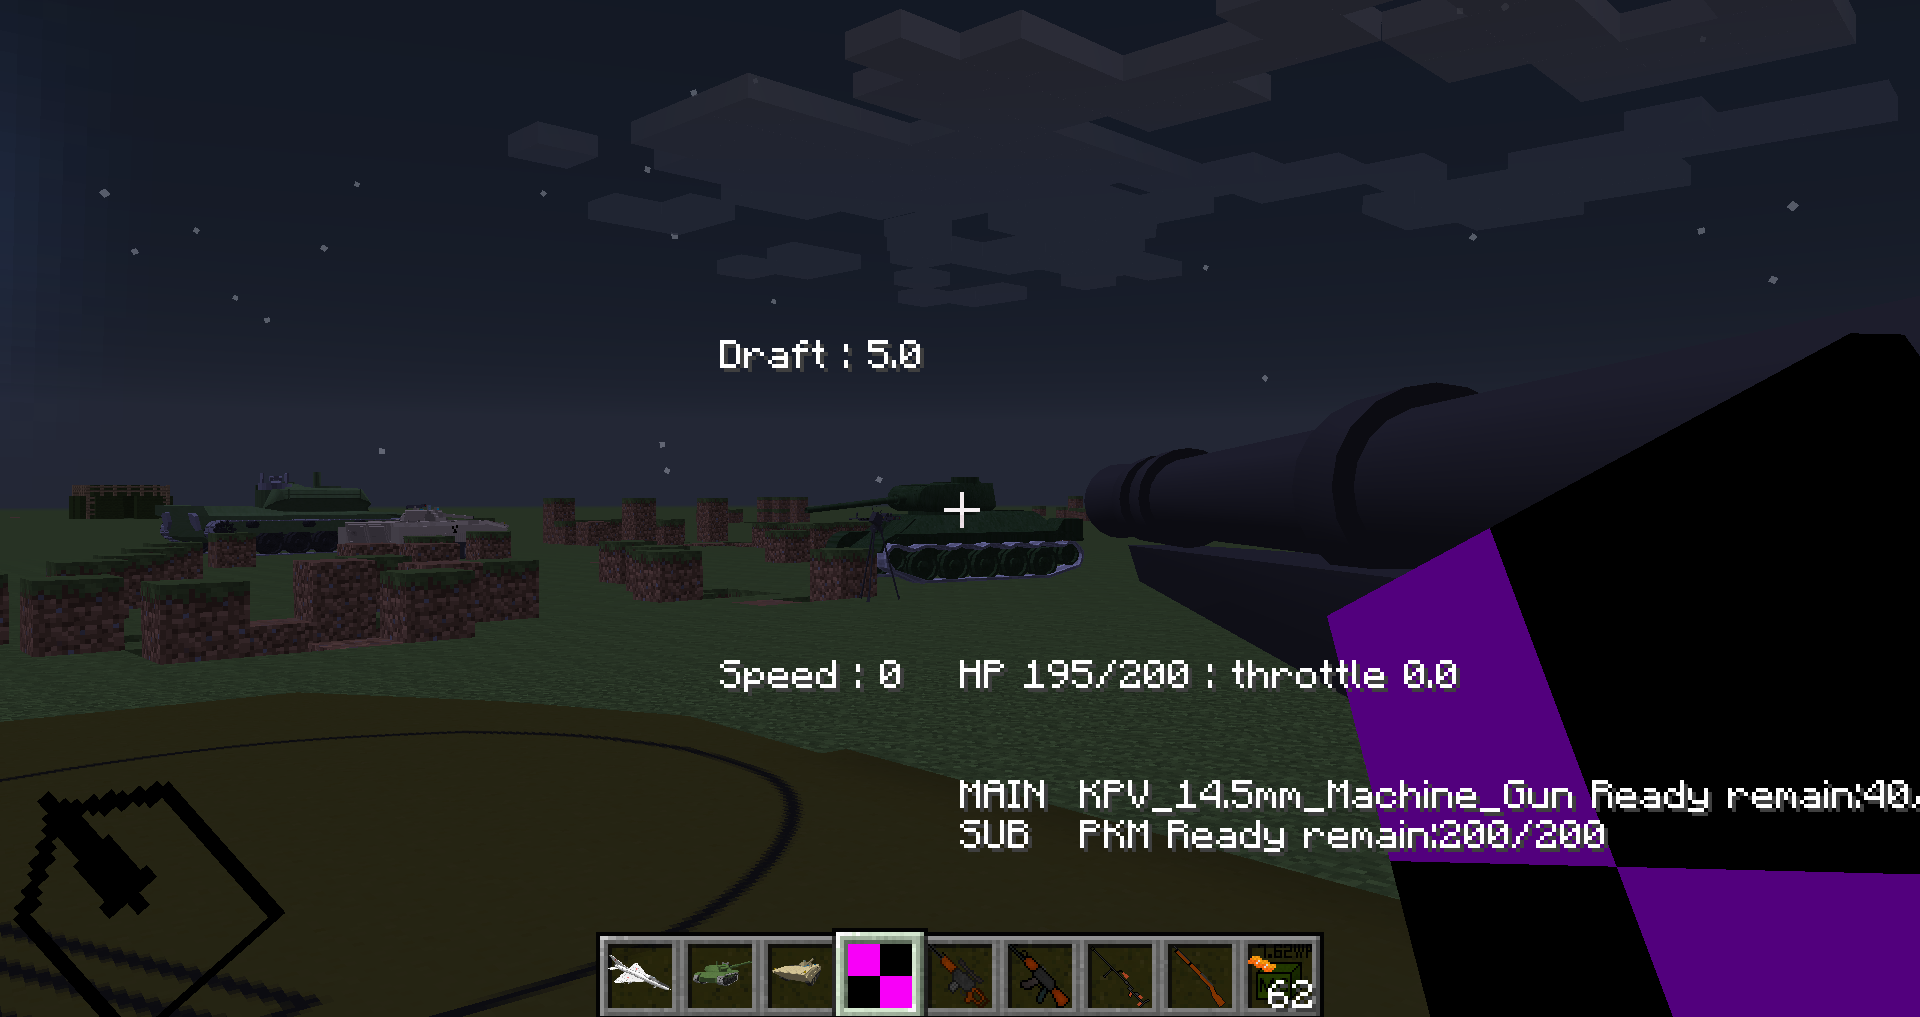 Draft : 5.0
Speed : 0 HP 195/200 : throttle 0.0
MAIN KPV_14.5mm_Machine_Gun Ready remain:40
SUB PKM Ready remain:200/200
62